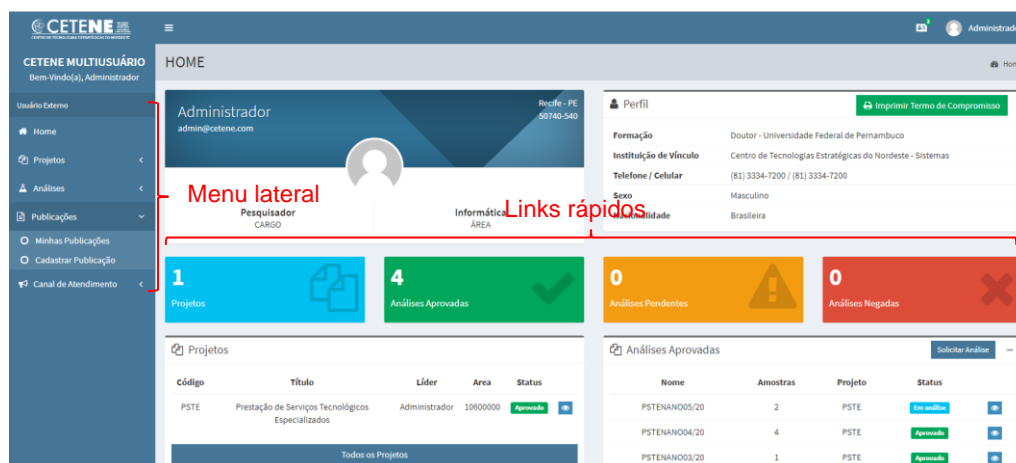 CETENE
CENTRO DE TECNOLOGIAS ESTRATÉGICAS DO NORDESTE
3
Administrado
CETENE MULTIUSUÁRIO
Bem-Vindo(a), Administrador
HOME
Hom
Usuário Externo
Home
Projetos
Análises
Publicações
Minhas Publicações
Cadastrar Publicação
Canal de Atendimento
Menu lateral
Administrador
admin@cetene.com
Recife - PE
50740-540
Pesquisador
CARGO
Informática
ÁREA
Links rápidos
Perfil
Imprimir Termo de Compromisso
Formação Doutor - Universidade Federal de Pernambuco
Instituição de Vínculo Centro de Tecnologias Estratégicas do Nordeste - Sistemas
Telefone / Celular (81) 3334-7200 / (81) 3334-7200
Sexo Masculino
Nacionalidade Brasileira
1
Projetos
4
Análises Aprovadas
0
Análises Pendentes
0
Análises Negadas
Projetos
Código Título Líder Area Status
PSTE Prestação de Serviços Tecnológicos Administrador 10600000 Aprovado
Especializados
Todos os Projetos
Análises Aprovadas
Solicitar Análise
Nome Amostras Projeto Status
PSTENANO05/20 2 PSTE Em análise
PSTENANO04/20 4 PSTE Aprovado
PSTENANO03/20 1 PSTE Aprovado